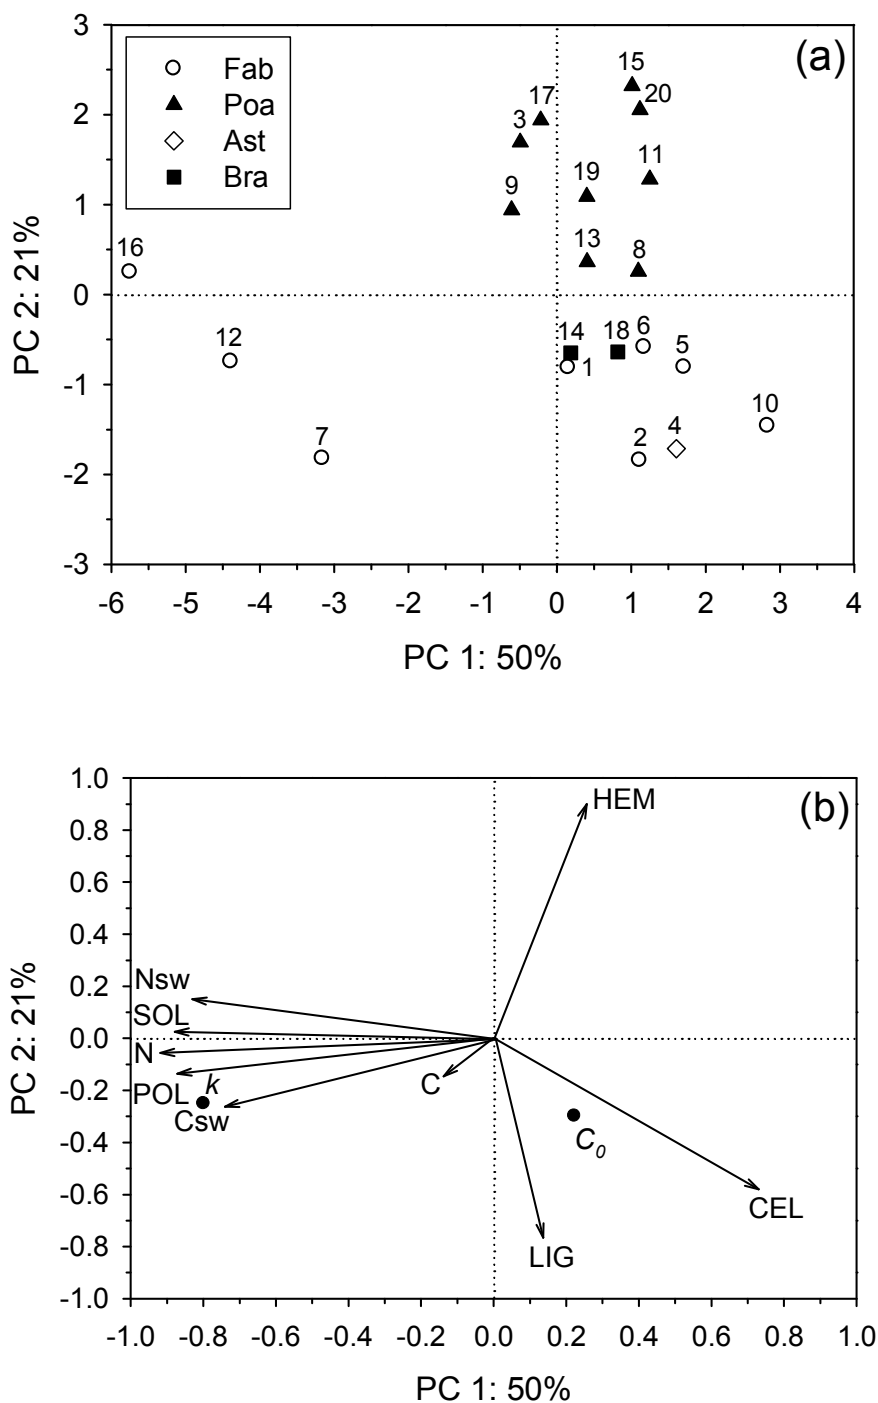 (a)
Fab
Poa
Ast
Bra
15
20
17
3
11
9
19
13
8
16
12
7
14
18
6
5
1
10
2
4
3
2
1
0
-1
-2
-3
PC 2: 21%
-6 -5 -4 -3 -2 -1 0 1 2 3 4
PC 1: 50%
(b)
HEM
Nsw
SOL
N
POL
k
Csw
C
C0
CEL
LIG
1.0
0.8
0.6
0.4
0.2
0.0
-0.2
-0.4
-0.6
-0.8
-1.0
PC 2: 21%
-1.0 -0.8 -0.6 -0.4 -0.2 0.0 0.2 0.4 0.6 0.8 1.0
PC 1: 50%